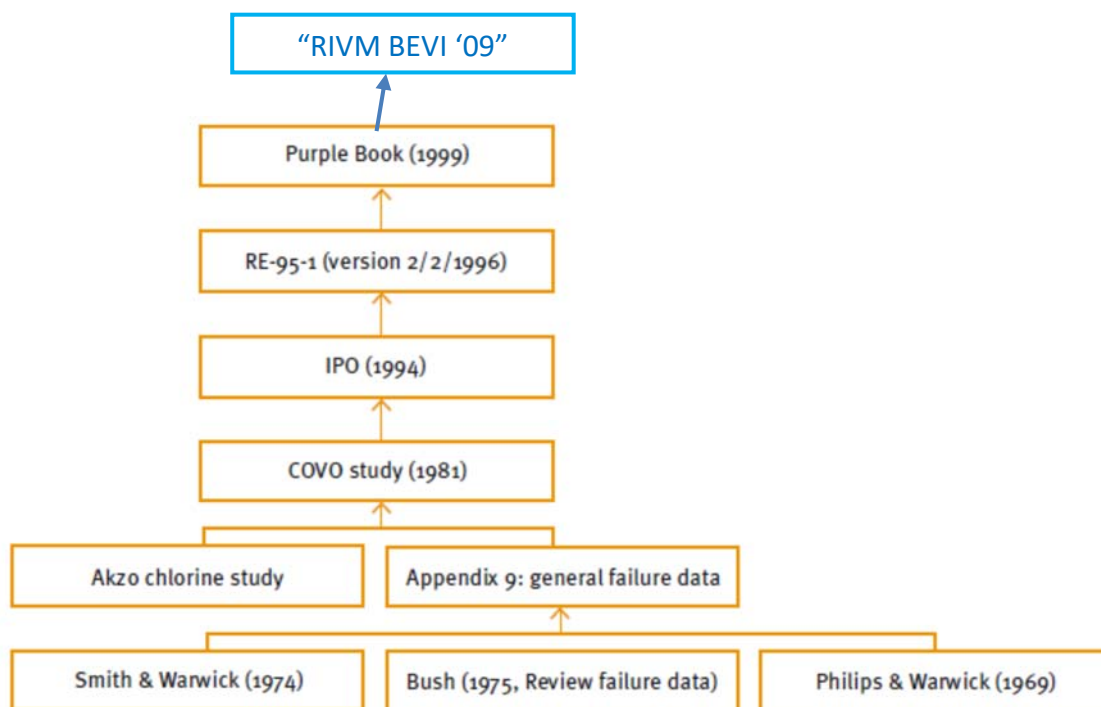 “RIVM BEVI ‘09”
Purple Book (1999)
RE-95-1 (version 2/2/1996)
IPO (1994)
COVO study (1981)
Akzo chlorine study
Appendix 9: general failure data
Smith & Warwick (1974)
Bush (1975, Review failure data)
Philips & Warwick (1969)